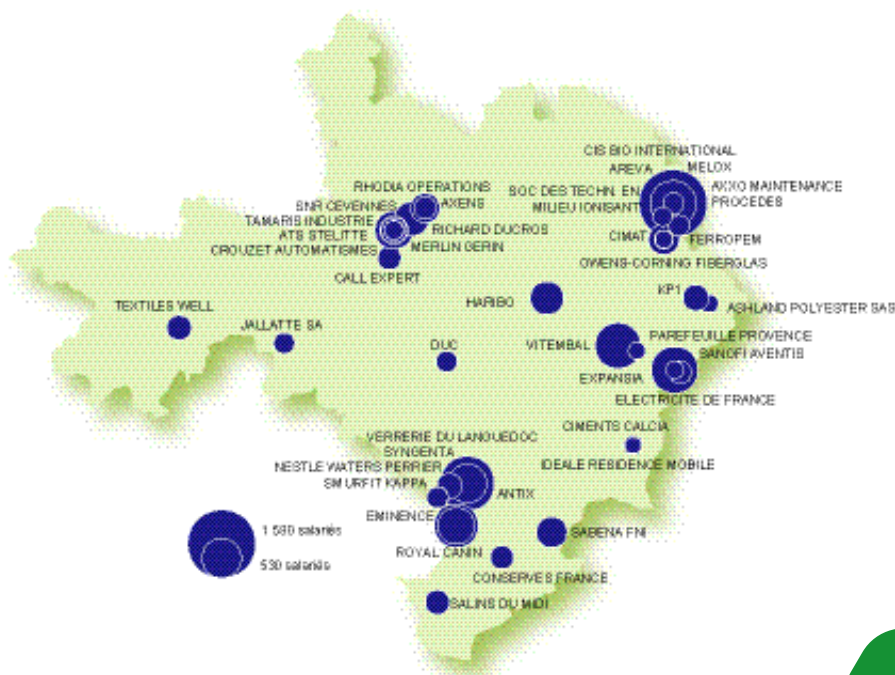 CIS BIO INTERNATIONAL
AREVA
MELOX
SOC DES TECHN. EN
MILIEU IONISANT
AXXO MAINTENANCE
PROCEDES
CIMAT
FERROPEM
OWENS-CORNING FIBERGLAS
RHODIA OPERATIONS
SNR CEVENNES
AXENS
TAMARIS INDUSTRIE
RICHARD DUCROS
ATS STELITTE
MERLIN GERIN
CROUZET AUTOMATISMES
CALL EXPERT
HARIBO
KP1
ASHLAND POLYESTER SAS
TEXTILES WELL
JALLATTE SA
DUC
VITEMBAL
PAREFEUILLE PROVENCE
SANOFI AVENTIS
EXPANSIA
ELECTRICITE DE FRANCE
CIMENTS CALCIA
IDEALE RESIDENCE MOBILE
VERRERIE DU LANGUEDOC
SYNGENTA
NESTLE WATERS PERRIER
SMURFIT KAPPA
ANTIX
EMINENCE
ROYAL CANIN
SABENA FNI
CONSERVES FRANCE
SALINS DU MIDI
1 590 salariés
530 salariés